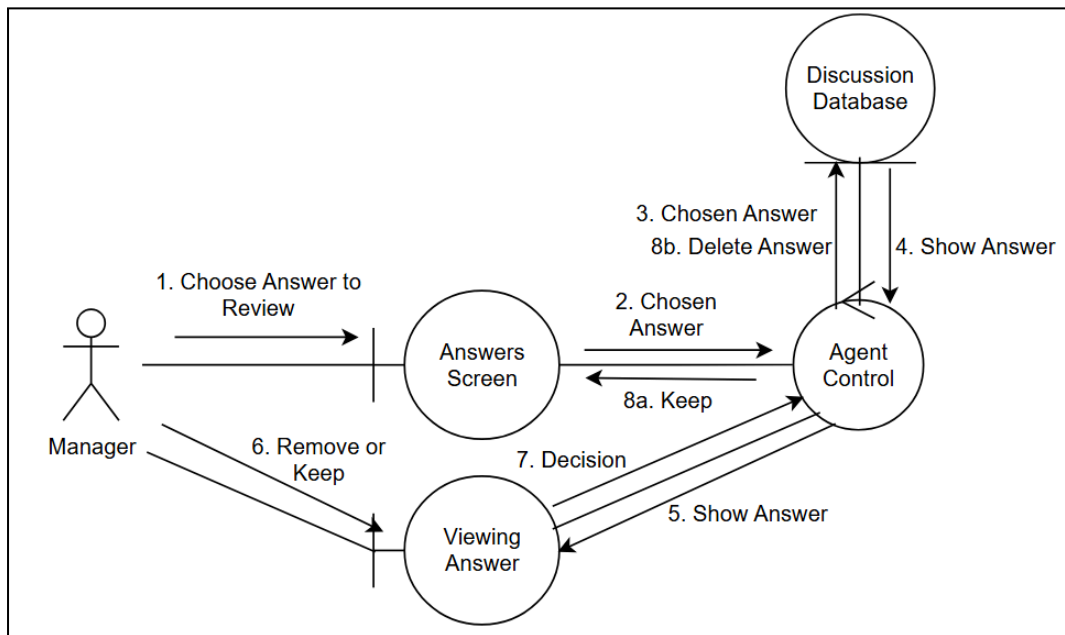 Discussion
Database
3. Chosen Answer
8b. Delete Answer
4. Show Answer
1. Choose Answer to
Review
2. Chosen
Answer
Answers
Screen
Agent
Control
8a. Keep
Manager
6. Remove or
Keep
7. Decision
5. Show Answer
Viewing
Answer